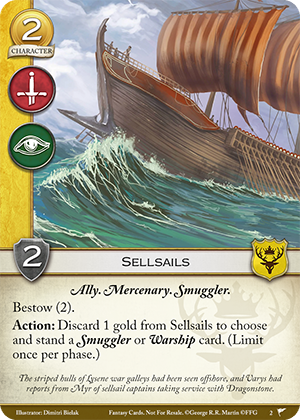 2
CHARACTER
2
SELLSAILS
Ally. Mercenary. Smuggler.
Bestow (2).
Action: Discard 1 gold from Sellsails to choose
and stand a Smuggler or Warship card. (Limit
once per phase.)
The striped hulls of Lysene war galleys had been seen offshore, and Varys
had reports from Myr of sellsail captains taking service with Dragonstone.
Illustrator: Dimitri Bielak
Fantasy Cards. Not For Resale. ©George R.R. Martin ©FFG
2